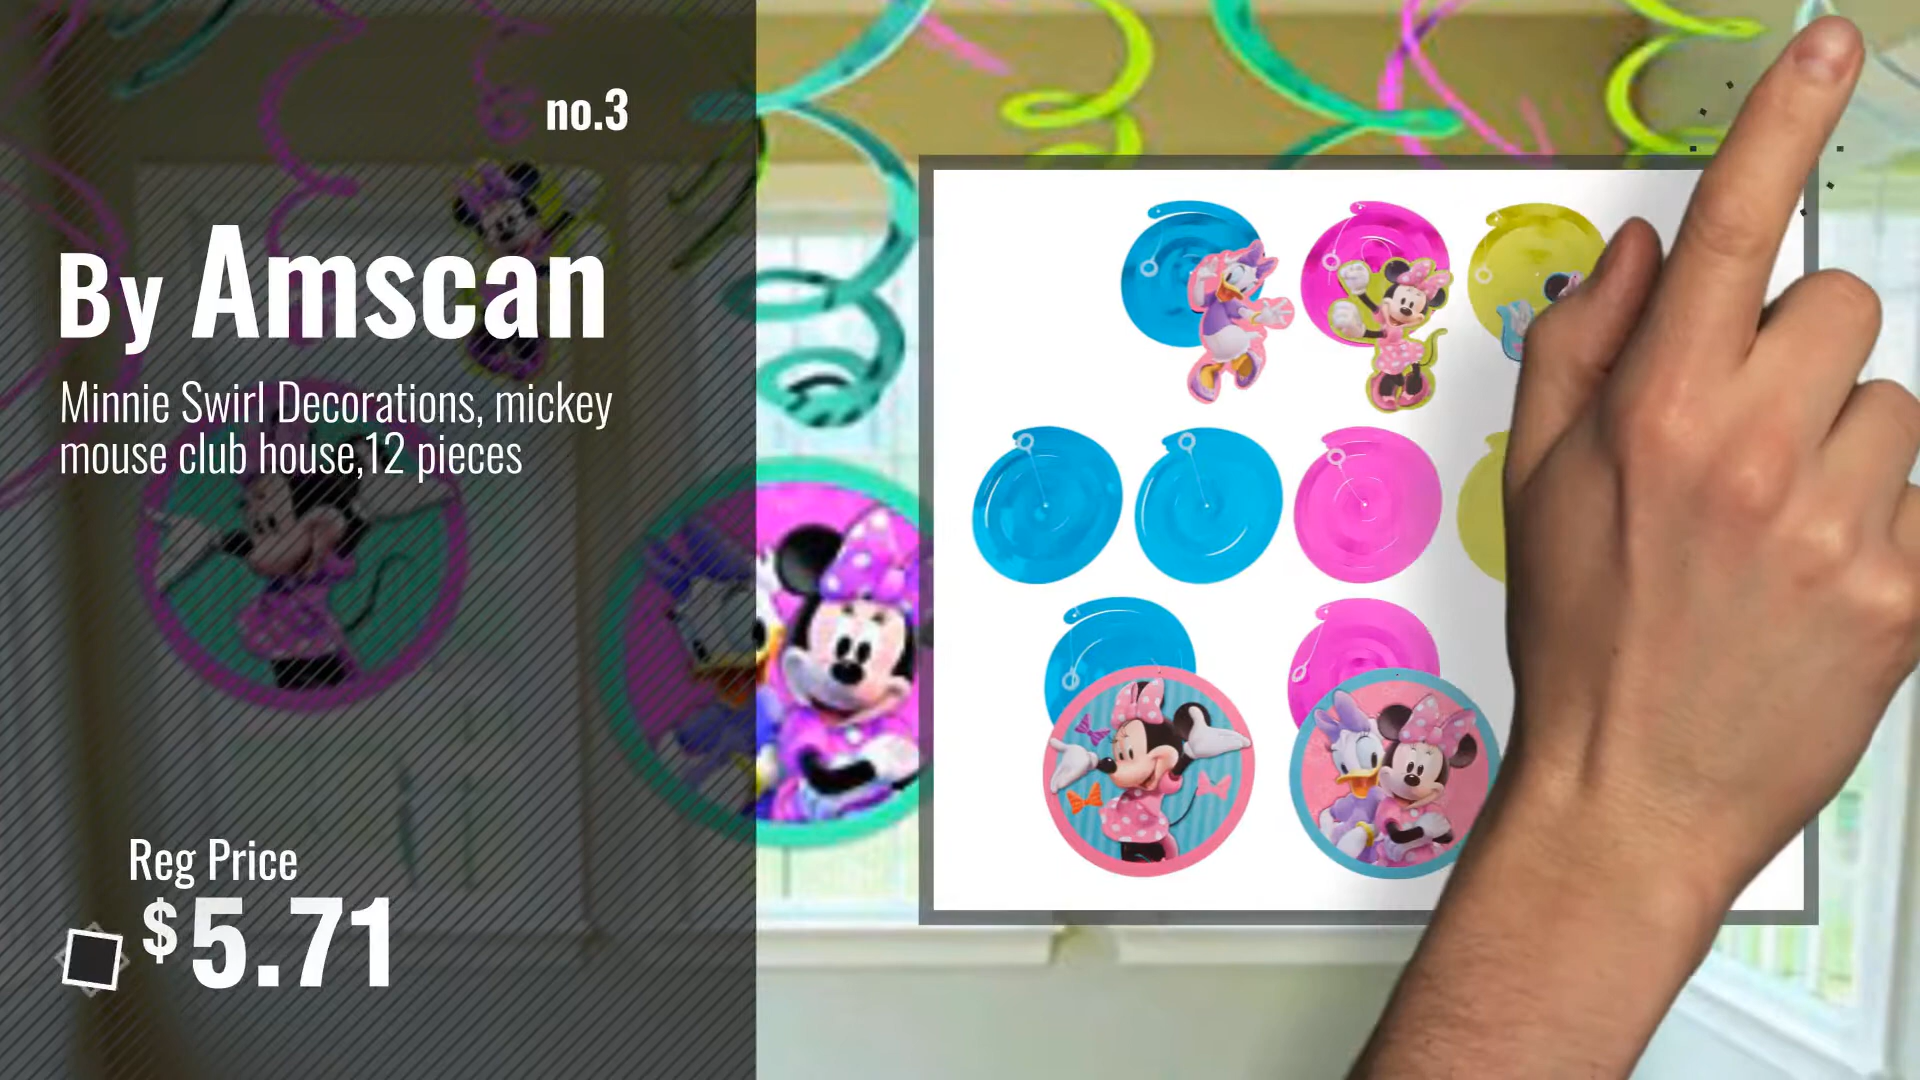 no.3
By Amscan
Minnie Swirl Decorations, mickey
mouse club house,12 pieces
Reg Price
$5.71